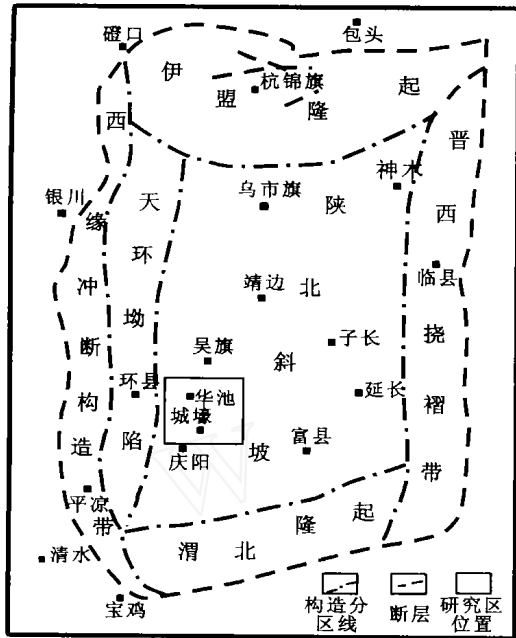 磴口
包头
伊盟隆起
杭锦旗
西缘冲断构造带
晋西挠褶带
神木
银川
天环坳陷
乌市旗
陕北斜坡
临县
靖边
吴旗
子长
环县
华池
城壕
延长
庆阳
富县
平凉
渭北隆起
清水
宝鸡
构造分区线
断层
研究区位置